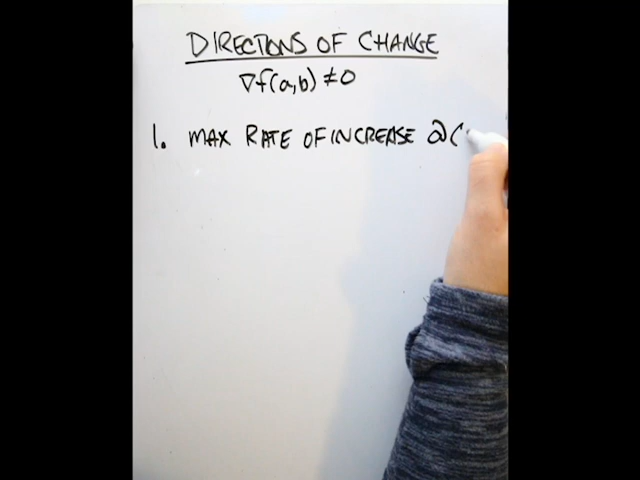 DIRECTIONS OF CHANGE
∇f(a,b) ≠ 0
1. MAX RATE OF INCREASE @ (